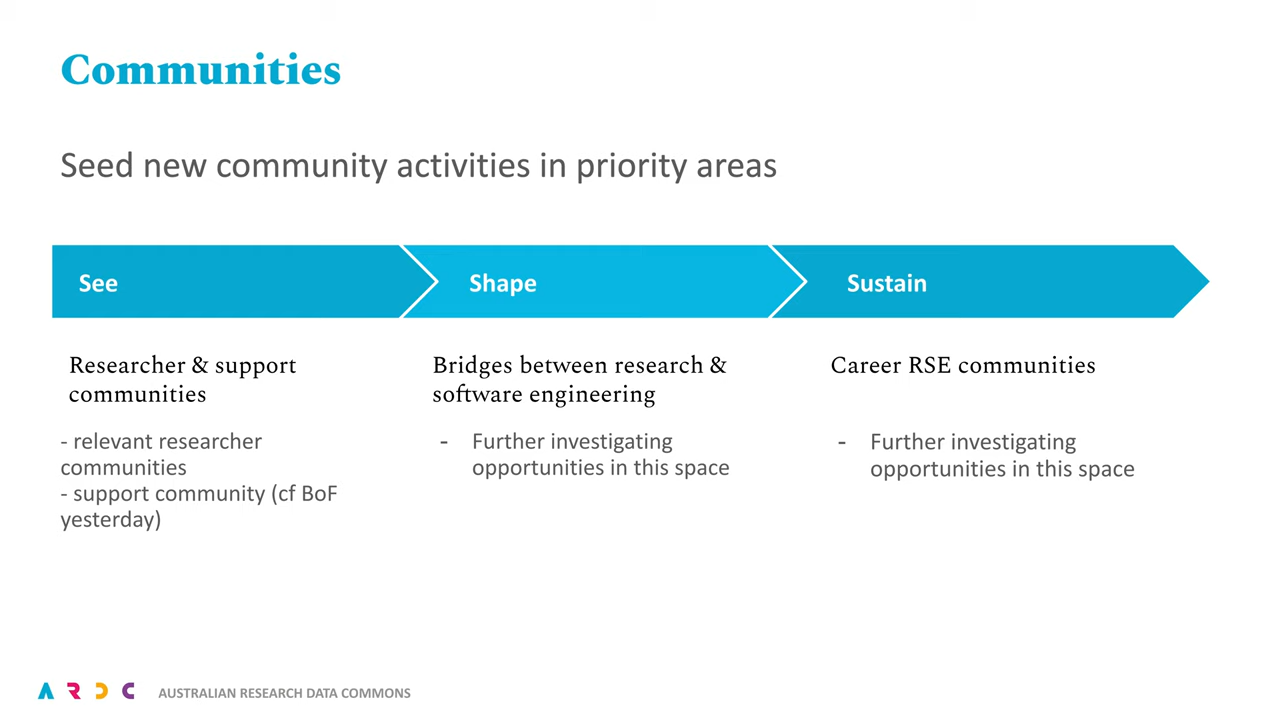 Communities
Seed new community activities in priority areas
See
Shape
Sustain
Researcher & support
communities
- relevant researcher
communities
- support community (cf BoF
yesterday)
Bridges between research &
software engineering
- Further investigating
opportunities in this space
Career RSE communities
- Further investigating
opportunities in this space
ARDC AUSTRALIAN RESEARCH DATA COMMONS